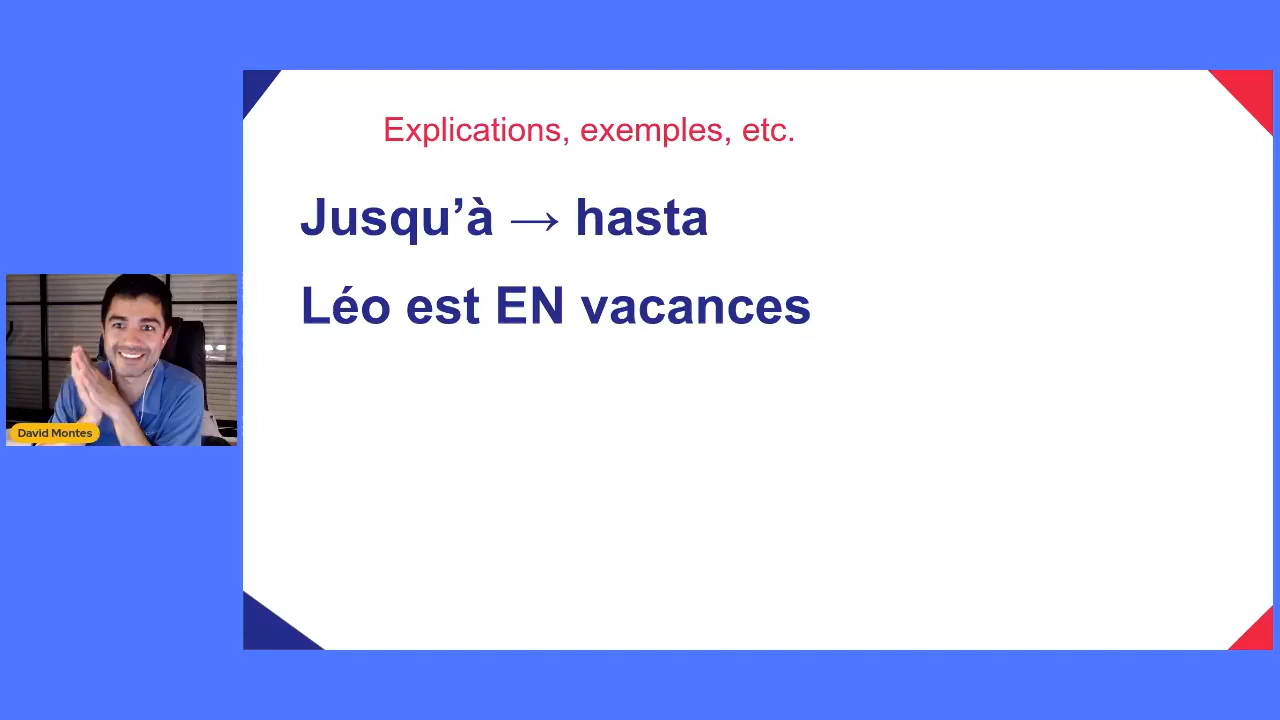 Explications, exemples, etc.
Jusqu’à → hasta
Léo est EN vacances
David Montes